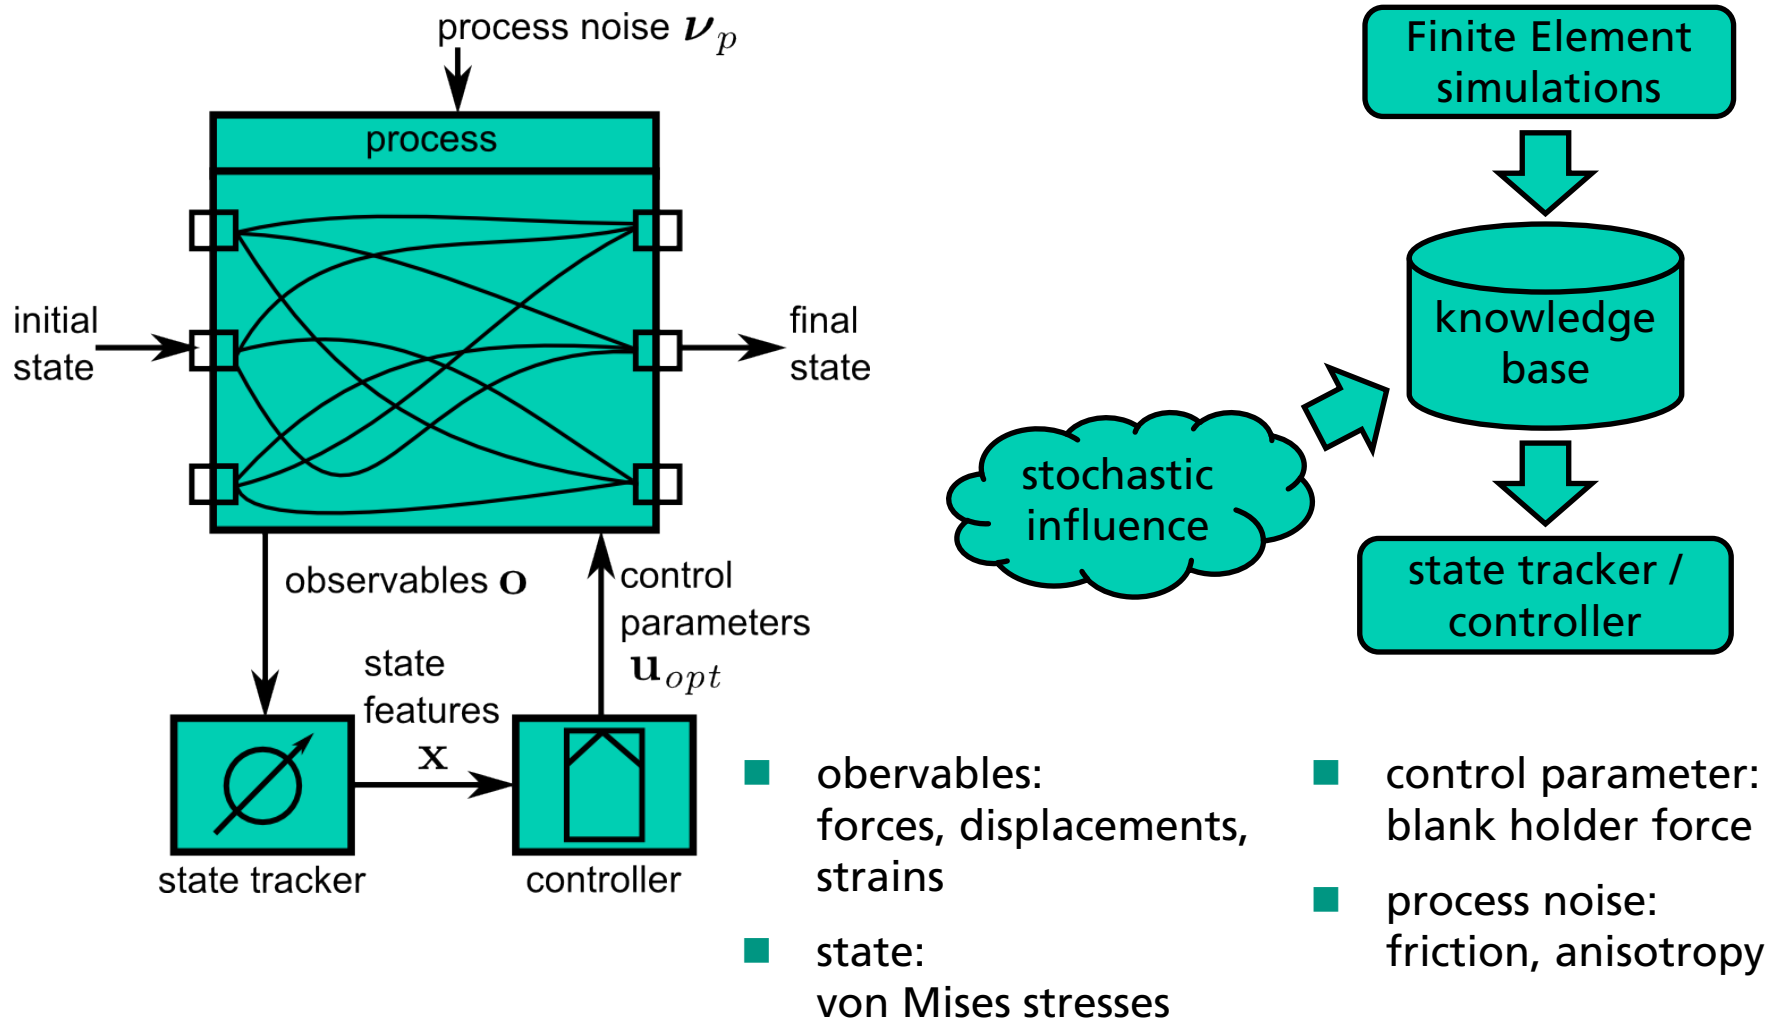 process noise 𝝂p
process
initial
state
final
state
observables o
control
parameters
u_opt
state
features
x
state tracker
controller
Finite Element
simulations
knowledge
base
stochastic
influence
state tracker /
controller
obervables:
forces, displacements,
strains
state:
von Mises stresses
control parameter:
blank holder force
process noise:
friction, anisotropy